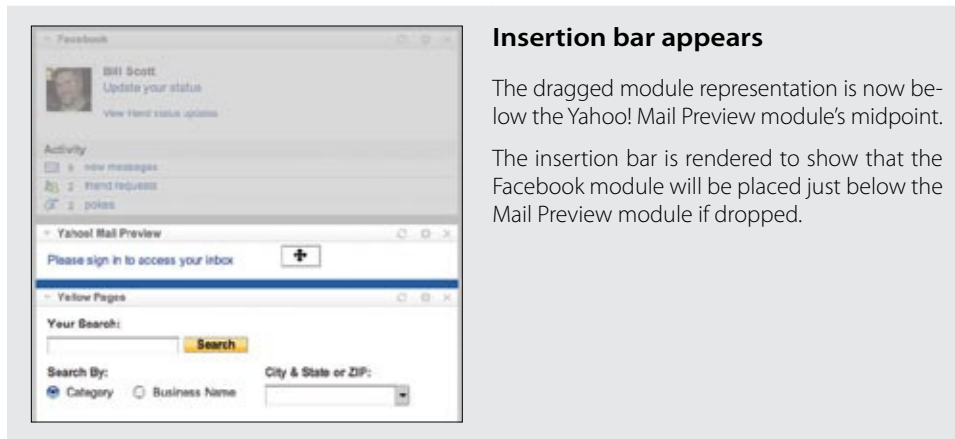 Facebook
Bill Scott
Update your status
View friend status updates
Activity
6 new messages
2 friend requests
2 pokes
Yahoo! Mail Preview
Please sign in to access your inbox
Yellow Pages
Your Search:
Search
Search By:
City & State or ZIP:
Category
Business Name
Insertion bar appears
The dragged module representation is now be-
low the Yahoo! Mail Preview module’s midpoint.
The insertion bar is rendered to show that the
Facebook module will be placed just below the
Mail Preview module if dropped.